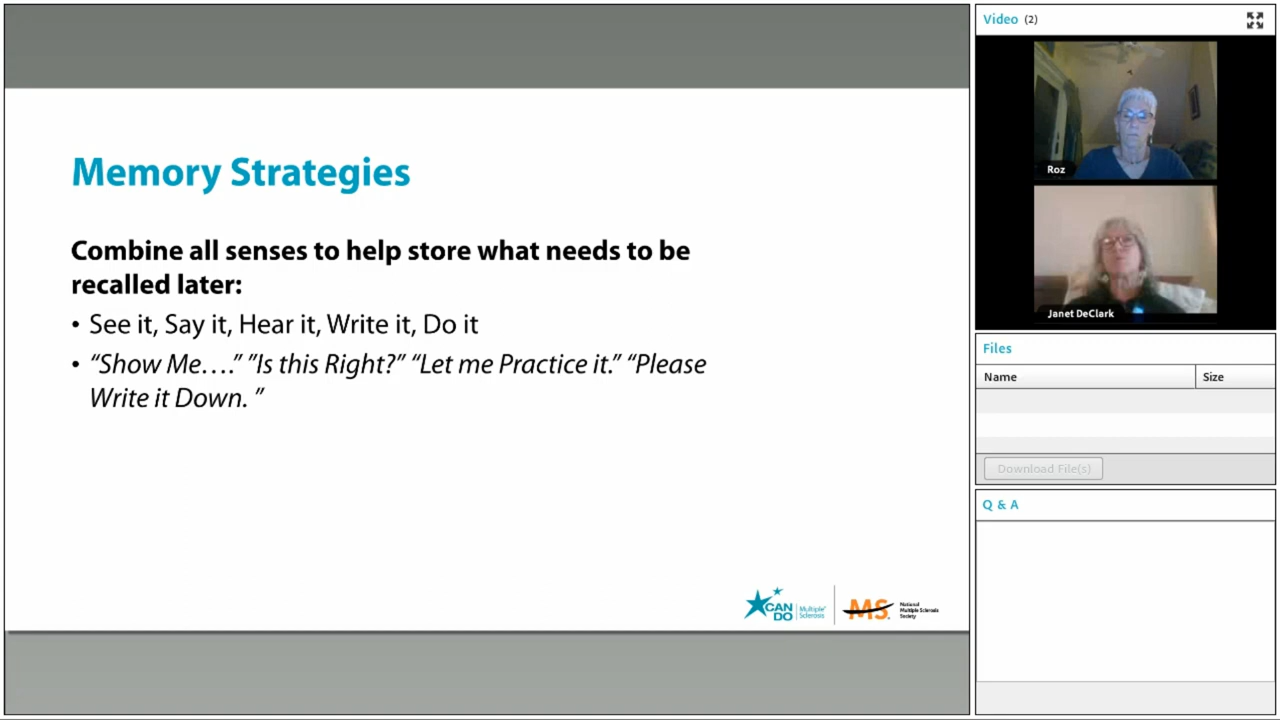 Memory Strategies
Combine all senses to help store what needs to be
recalled later:
• See it, Say it, Hear it, Write it, Do it
• “Show Me….” ”Is this Right?” “Let me Practice it.” “Please
Write it Down. ”
CAN
DO
Multiple
Sclerosis
MS
National
Multiple Sclerosis
Society
Video (2)
Roz
Janet DeClark
Files
Name Size
Download File(s)
Q & A